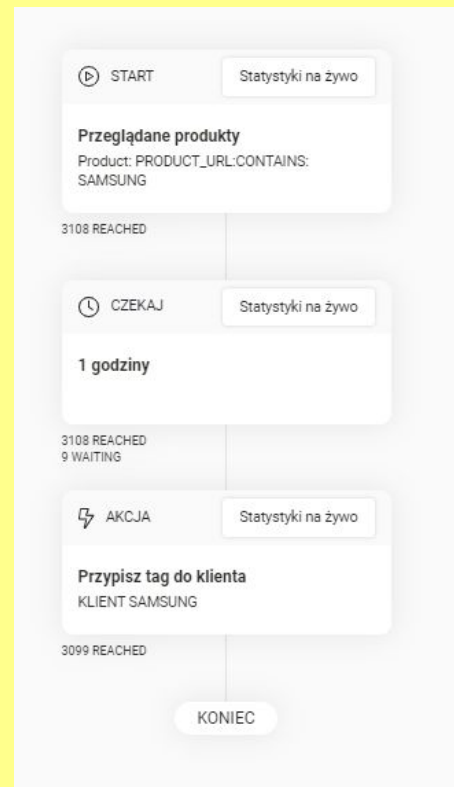 START
Statystyki na żywo
Przeglądane produkty
Product: PRODUCT_URL:CONTAINS:
SAMSUNG
3108 REACHED
CZEKAJ
Statystyki na żywo
1 godziny
3108 REACHED
9 WAITING
AKCJA
Statystyki na żywo
Przypisz tag do klienta
KLIENT SAMSUNG
3099 REACHED
KONIEC